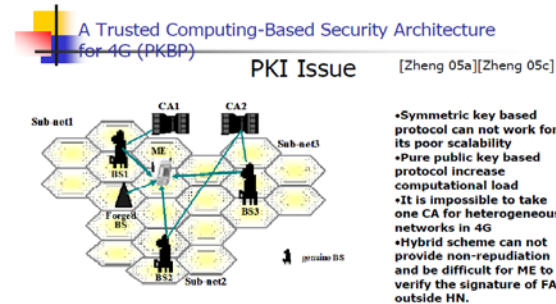 A Trusted Computing-Based Security Architecture
for 4G (PKBP)
PKI Issue
[Zheng 05a][Zheng 05c]
CA1
CA2
Sub-net1
ME
Sub-net3
BS1
Forged
BS
BS3
genuine BS
BS2
Sub-net2
•Symmetric key based
protocol can not work for
its poor scalability
•Pure public key based
protocol increase
computational load
•It is impossible to take
one CA for heterogeneous
networks in 4G
•Hybrid scheme can not
provide non-repudiation
and be difficult for ME to
verify the signature of FA
outside HN.